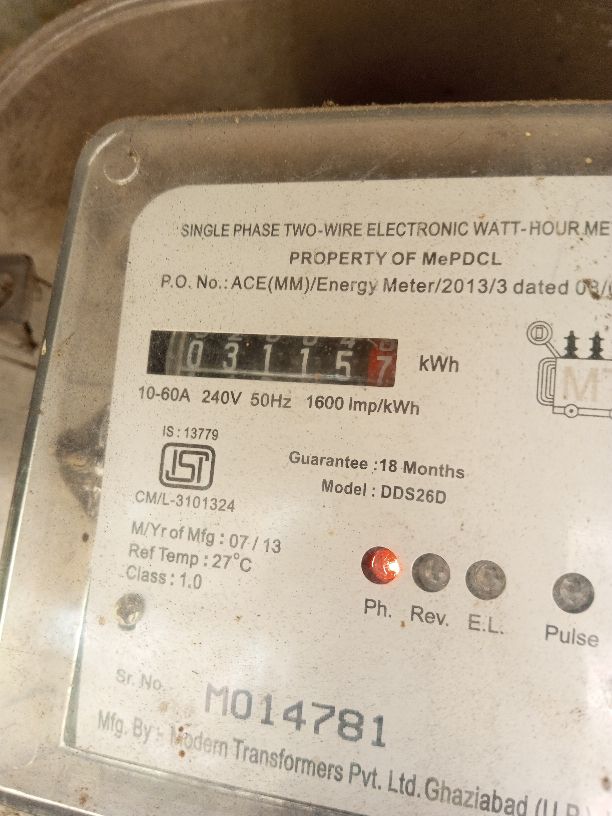 SINGLE PHASE TWO-WIRE ELECTRONIC WATT-HOUR ME
PROPERTY OF MePDCL
P.O. No.: ACE(MM)/Energy Meter/2013/3 dated
031157 kWh
10-60A 240V 50Hz 1600 Imp/kWh
IS : 13779
ISI
CM/L-3101324
Guarantee : 18 Months
Model : DDS26D
M/Yr of Mfg : 07 / 13
Ref Temp : 27°C
Class : 1.0
Ph. Rev. E.L. Pulse
Sr. No. M014781
Mfg. By :- Modern Transformers Pvt. Ltd. Ghaziabad (U.P.)